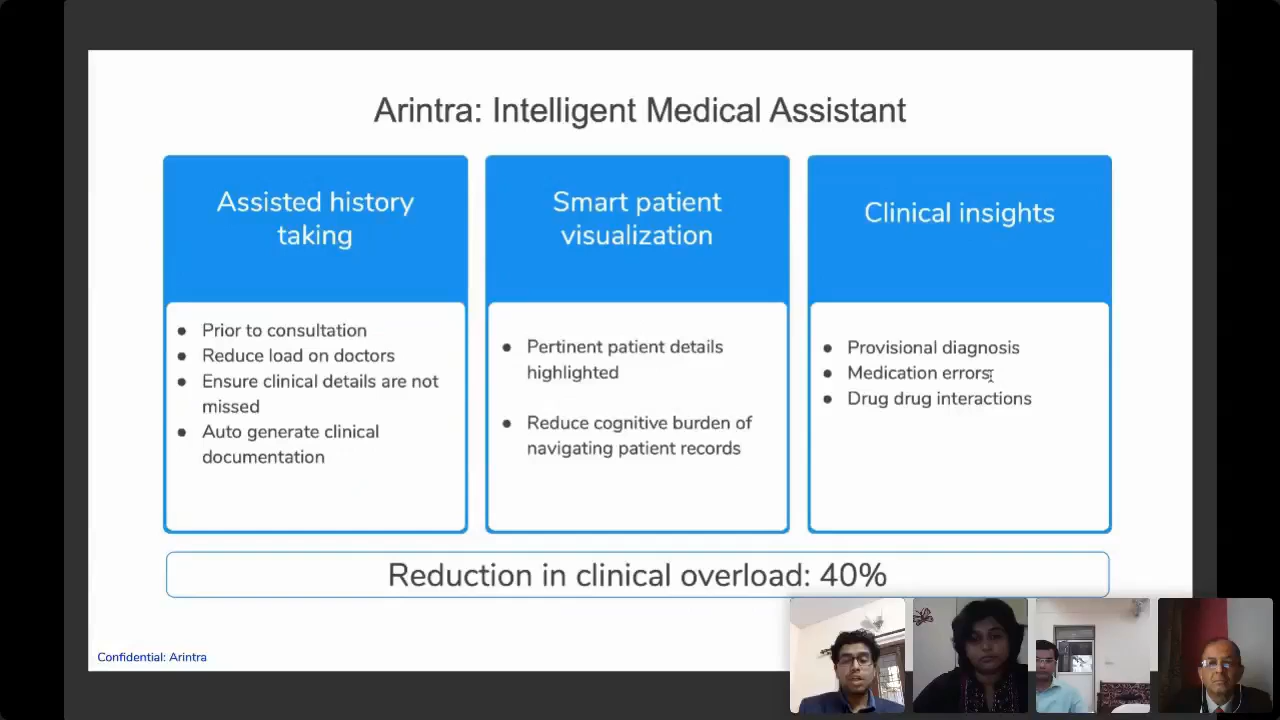 Arintra: Intelligent Medical Assistant
Assisted history
taking
● Prior to consultation
● Reduce load on doctors
● Ensure clinical details are not
missed
● Auto generate clinical
documentation
Smart patient
visualization
● Pertinent patient details
highlighted
● Reduce cognitive burden of
navigating patient records
Clinical insights
● Provisional diagnosis
● Medication errors
● Drug drug interactions
Reduction in clinical overload: 40%
Confidential: Arintra